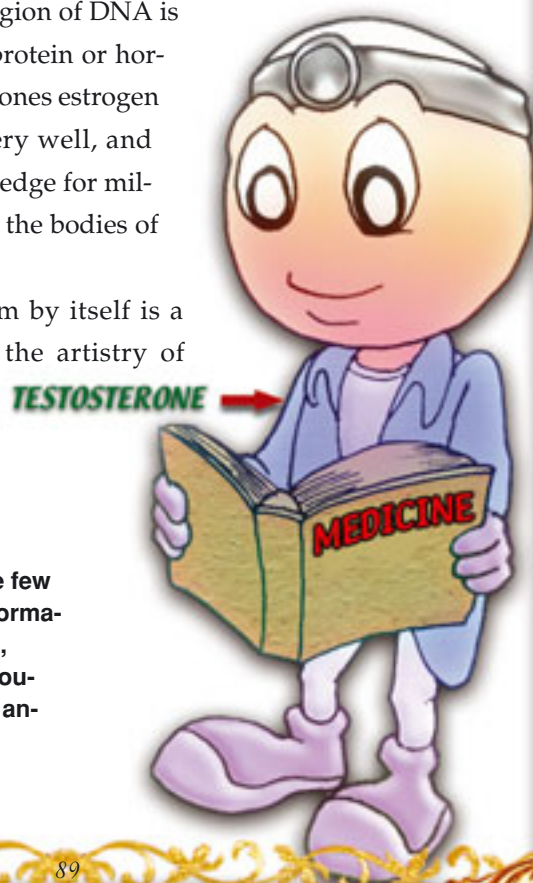 gion of DNA is
protein or hor-
ones estrogen
ery well, and
edge for mil-
the bodies of
m by itself is a
the artistry of
TESTOSTERONE
MEDICINE
e few
orma-
,
ou-
an-
89